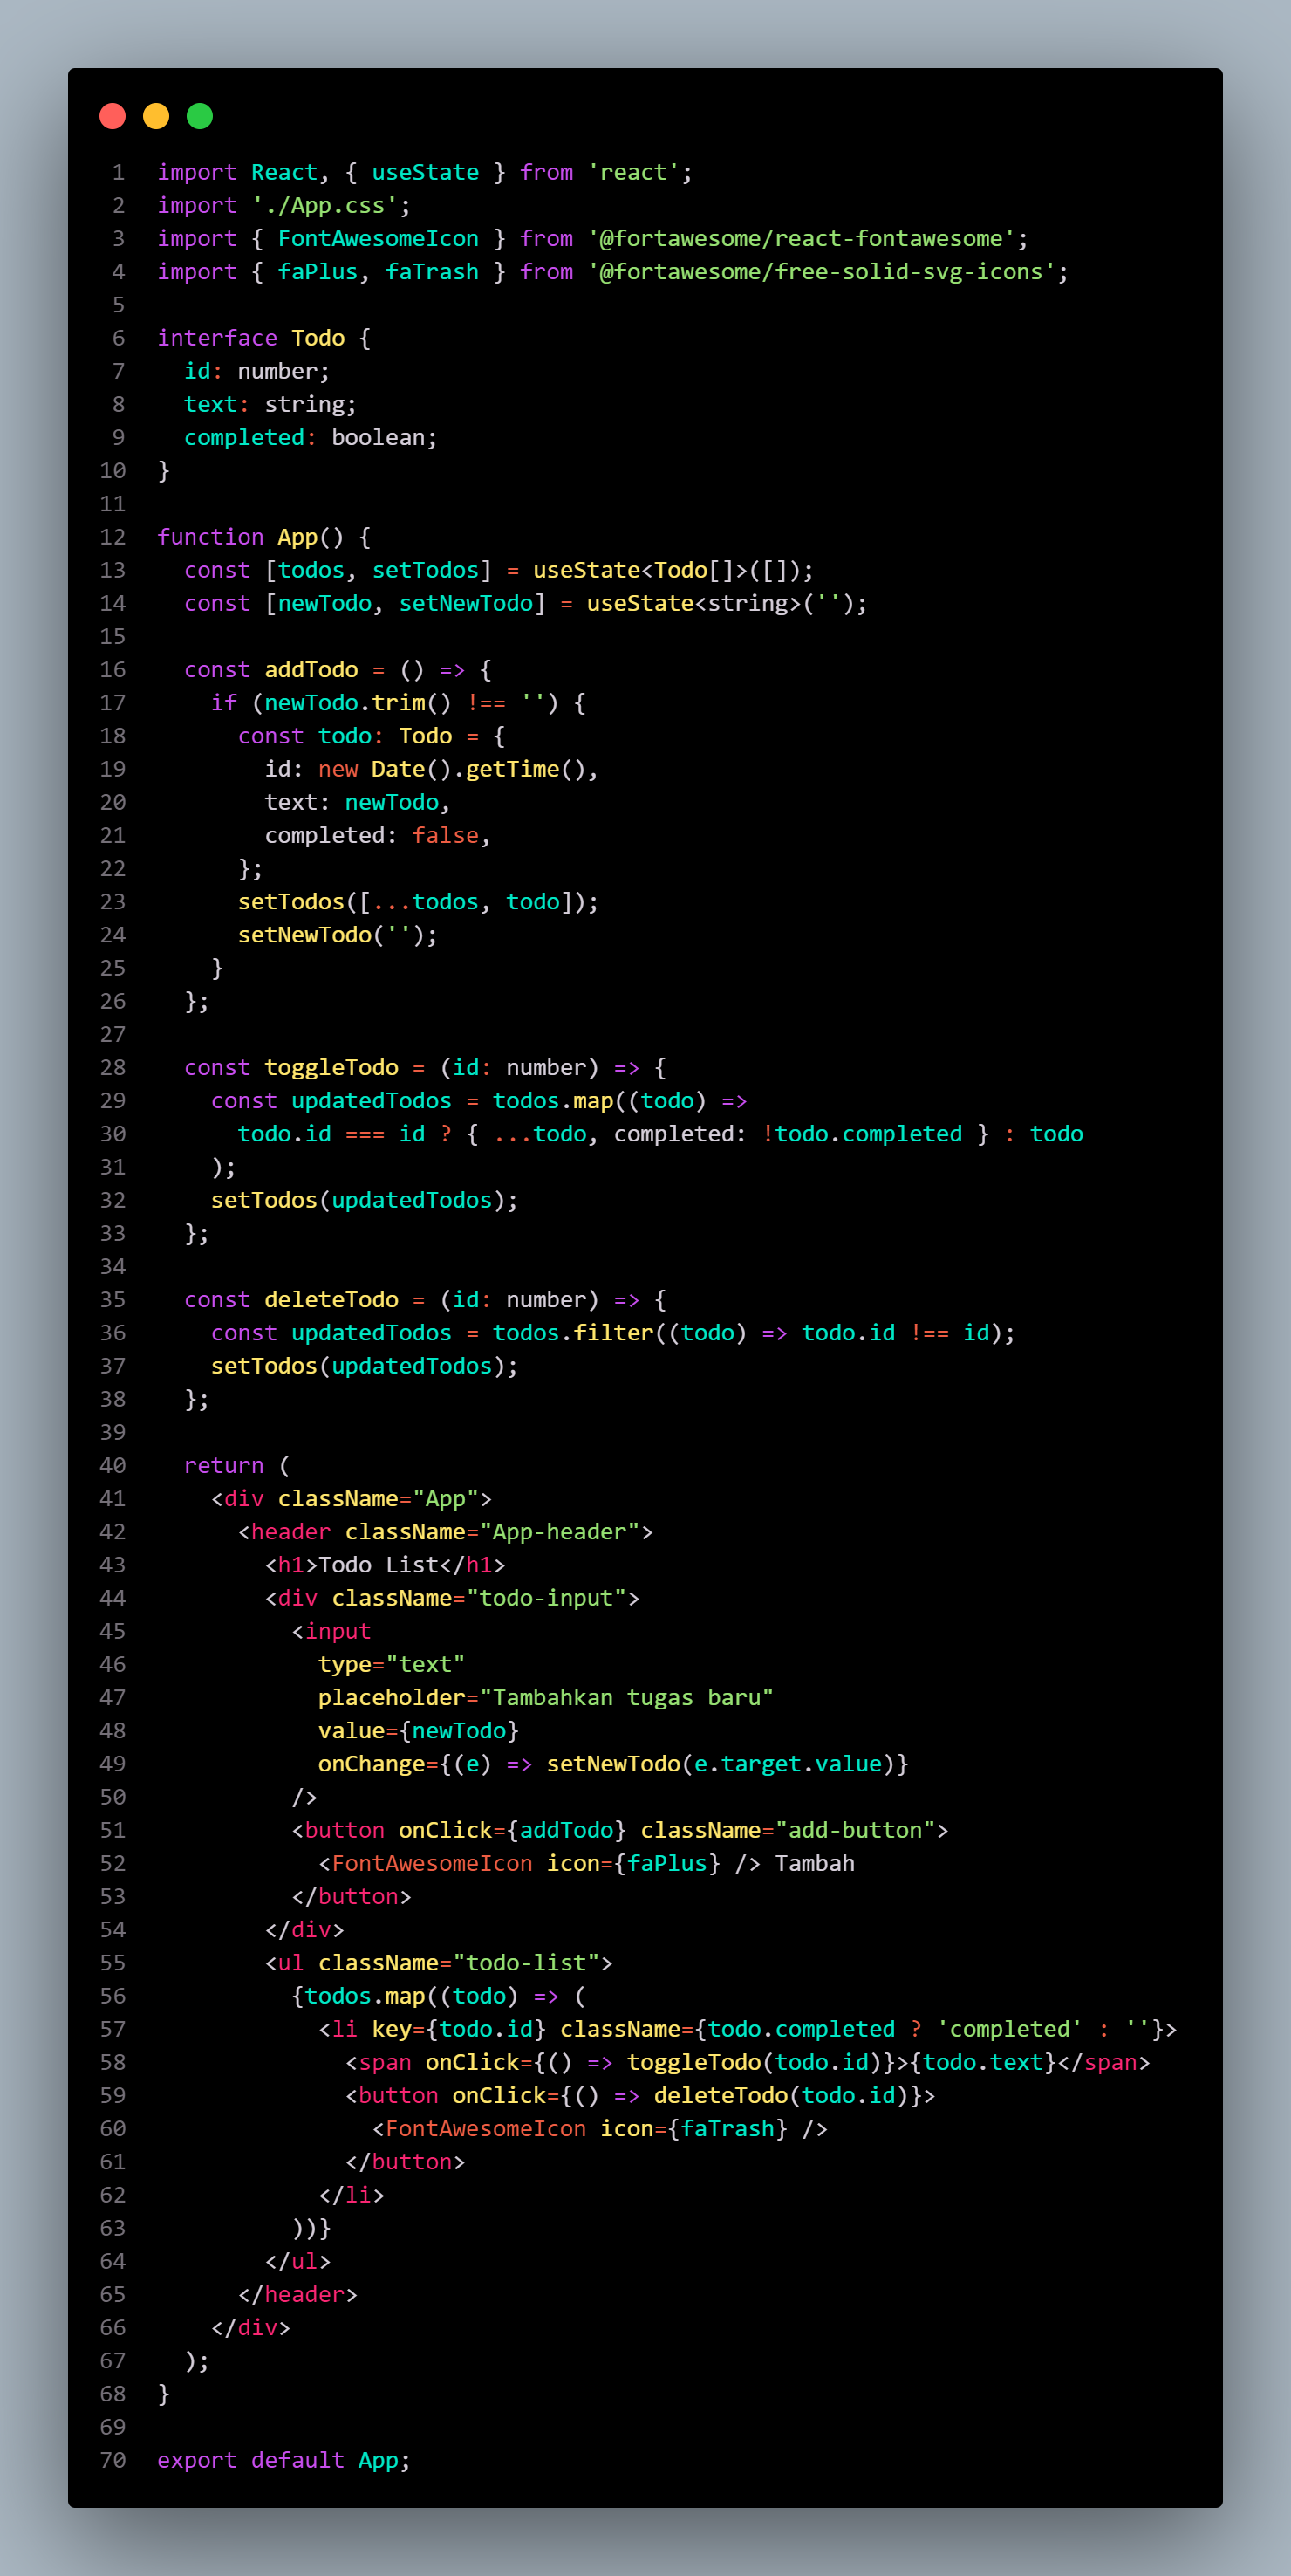 1 import React, { useState } from 'react';
2 import './App.css';
3 import { FontAwesomeIcon } from '@fortawesome/react-fontawesome';
4 import { faPlus, faTrash } from '@fortawesome/free-solid-svg-icons';
5
6 interface Todo {
7   id: number;
8   text: string;
9   completed: boolean;
10 }
11
12 function App() {
13   const [todos, setTodos] = useState<Todo[]>([]);
14   const [newTodo, setNewTodo] = useState<string>('');
15
16   const addTodo = () => {
17     if (newTodo.trim() !== '') {
18       const todo: Todo = {
19         id: new Date().getTime(),
20         text: newTodo,
21         completed: false,
22       };
23       setTodos([...todos, todo]);
24       setNewTodo('');
25     }
26   };
27
28   const toggleTodo = (id: number) => {
29     const updatedTodos = todos.map((todo) =>
30       todo.id === id ? { ...todo, completed: !todo.completed } : todo
31     );
32     setTodos(updatedTodos);
33   };
34
35   const deleteTodo = (id: number) => {
36     const updatedTodos = todos.filter((todo) => todo.id !== id);
37     setTodos(updatedTodos);
38   };
39
40   return (
41     <div className="App">
42       <header className="App-header">
43         <h1>Todo List</h1>
44         <div className="todo-input">
45           <input
46             type="text"
47             placeholder="Tambahkan tugas baru"
48             value={newTodo}
49             onChange={(e) => setNewTodo(e.target.value)}
50           />
51           <button onClick={addTodo} className="add-button">
52             <FontAwesomeIcon icon={faPlus} /> Tambah
53           </button>
54         </div>
55         <ul className="todo-list">
56           {todos.map((todo) => (
57             <li key={todo.id} className={todo.completed ? 'completed' : ''}>
58               <span onClick={() => toggleTodo(todo.id)}>{todo.text}</span>
59               <button onClick={() => deleteTodo(todo.id)}>
60                 <FontAwesomeIcon icon={faTrash} />
61               </button>
62             </li>
63           ))}
64         </ul>
65       </header>
66     </div>
67   );
68 }
69
70 export default App;